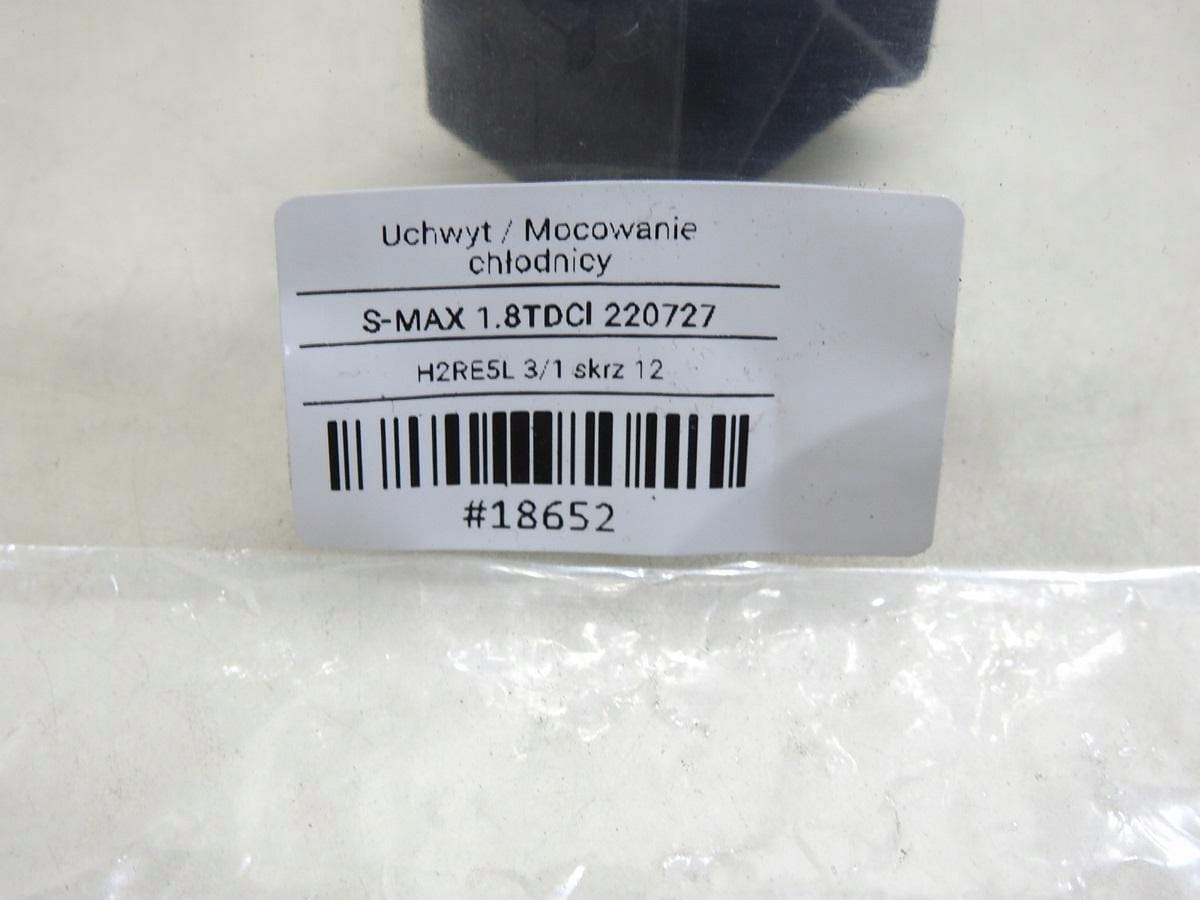 Uchwyt / Mocowanie
chłodnicy
S-MAX 1.8TDCI 220727
H2RE5L 3/1 skrz 12
#18652